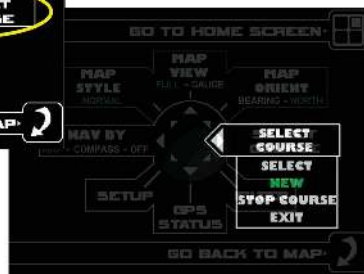 GO TO HOME SCREEN
MAP
VIEW
FULL - GAUGE
MAP
STYLE
NORMAL
MAP
ORIENT
BEARING - NORTH
MAP
NAV BY
COMPASS - OFF
SELECT
COURSE
SELECT
NEW
STOP COURSE
EXIT
SETUP
GPS
STATUS
GO BACK TO MAP